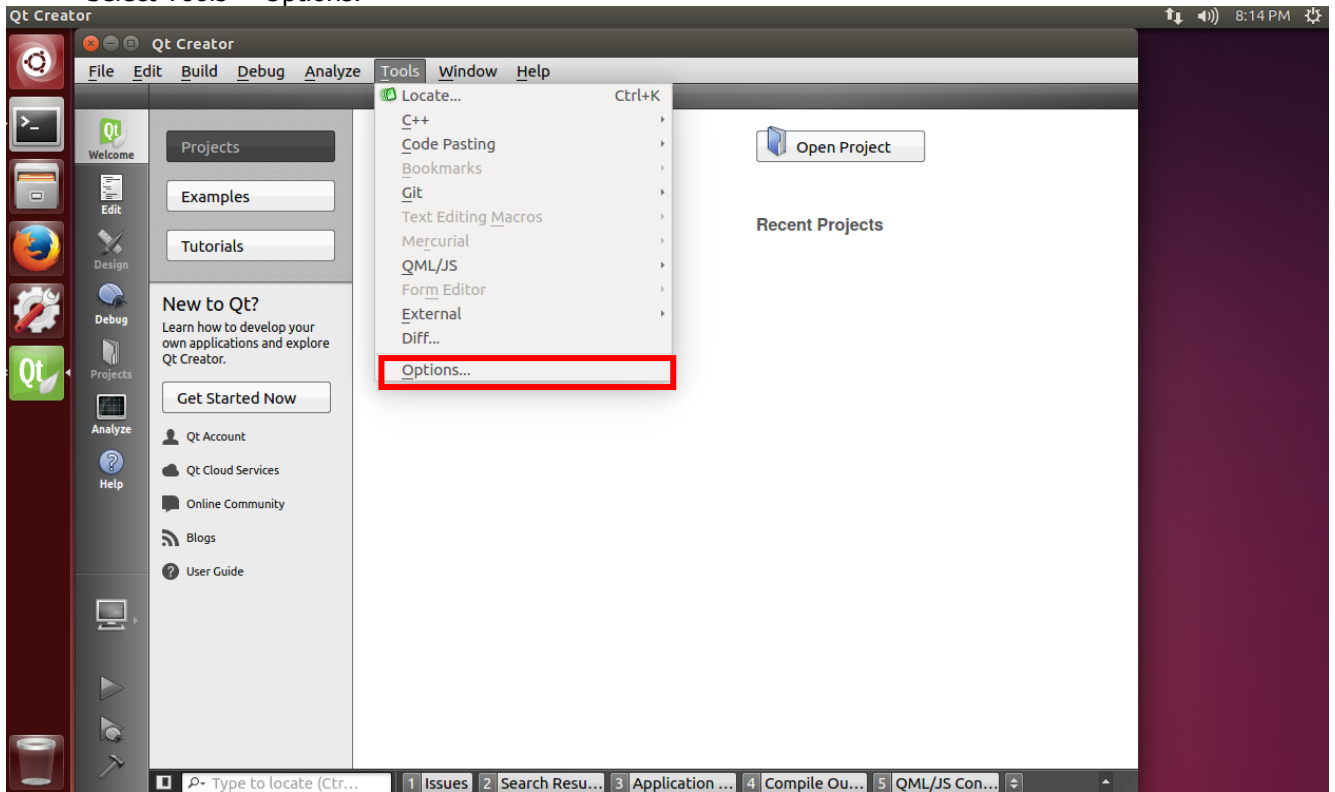 Select Tools
Options.
Qt Creator
8:14 PM
Qt Creator
File Edit Build Debug Analyze Tools Window Help
Locate... Ctrl+K
C++
Code Pasting
Bookmarks
Git
Text Editing Macros
Mercurial
QML/JS
Form Editor
External
Diff...
Options...
>_
Qt
Welcome
Edit
Design
Debug
Projects
Analyze
Help
Qt
Projects
Examples
Tutorials
New to Qt?
Learn how to develop your
own applications and explore
Qt Creator.
Get Started Now
Qt Account
Qt Cloud Services
Online Community
Blogs
User Guide
Open Project
Recent Projects
Type to locate (Ctr...
1 Issues 2 Search Resu... 3 Application ... 4 Compile Ou... 5 QML/JS Con...